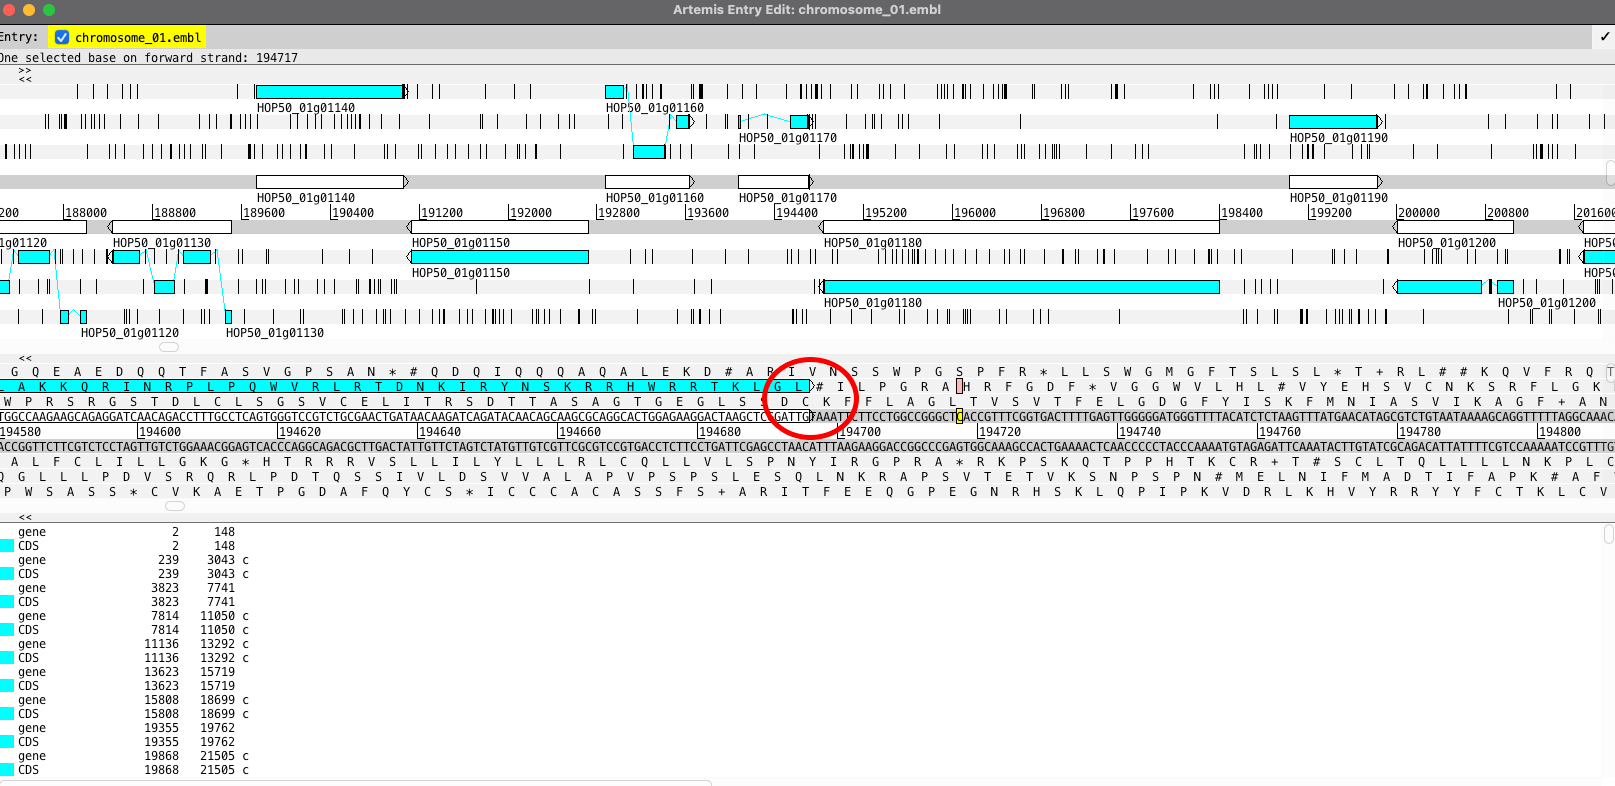 Artemis Entry Edit: chromosome_01.embl
Entry: chromosome_01.embl
One selected base on forward strand: 194717
>>
<<
HOP50_01g01140
HOP50_01g01160
HOP50_01g01170
HOP50_01g01190
HOP50_01g01140
HOP50_01g01160
HOP50_01g01170
HOP50_01g01190
200 188000 188800 189600 190400 191200 192000 192800 193600 194400 195200 196000 196800 197600 198400 199200 200000 200800 201600
1g01120
HOP50_01g01130
HOP50_01g01150
HOP50_01g01180
HOP50_01g01200
HOP50
HOP50_01g01150
HOP50_01g01180
HOP50_01g01200
HOP50_01g01120
HOP50_01g01130
<<
G Q E A E D Q Q T F A S V G P S A N * # Q D Q I Q Q Q A Q A L E K D # A R I V N S S W P G S P F R * L L S W G M G F T S L S L * T + R L # # K Q V F R Q T
L A K K Q R I N R P L P Q W V R L R T D N K I R Y N S K R R H W R R T K L G L # I L P G R A H R F G D F * V G G W V L H L # V Y E H S V C N K S R F L G K
W P R S R G S T D L C L S G S V C E L I T R S D T T A S A G T G E G L S S D C K F F L A G L T V S V T F E L G D G F Y I S K F M N I A S V I K A G F + A N
194580 194600 194620 194640 194660 194680 194700 194720 194740 194760 194780 194800
A L F C L I L L G K G * H T R R R V S L L I L Y L L L R L C Q L L V L S P N Y I R G P R A * R K P S K Q T P P H T K C R + T # S C L T Q L L L L N K P L C
Q G L L L P D V S R Q R L P D T Q S S I V L D S V V A L A P V P S P S L E S Q L N K R A P S V T E T V K S N P S P N # M E L N I F M A D T I F A P K # A F
P W S A S S * C V K A E T P G D A F Q Y C S * I C C C A C A S S F S + A R I T F E E Q G P E G N R H S K L Q P I P K V D R L K H V Y R R Y Y F C T K L C V
<<
gene 2 148
CDS 2 148
gene 239 3043 c
CDS 239 3043 c
gene 3823 7741
CDS 3823 7741
gene 7814 11050 c
CDS 7814 11050 c
gene 11136 13292 c
CDS 11136 13292 c
gene 13623 15719
CDS 13623 15719
gene 15808 18699 c
CDS 15808 18699 c
gene 19355 19762
CDS 19355 19762
gene 19868 21505 c
CDS 19868 21505 c